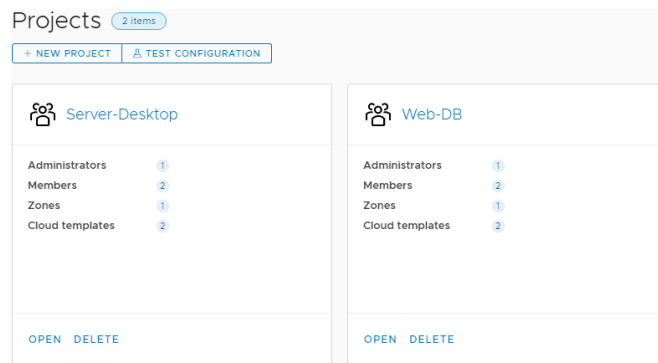 Projects 2 items
+ NEW PROJECT TEST CONFIGURATION
Server-Desktop
Administrators 1
Members 2
Zones 1
Cloud templates 2
OPEN DELETE
Web-DB
Administrators 1
Members 2
Zones 1
Cloud templates 2
OPEN DELETE